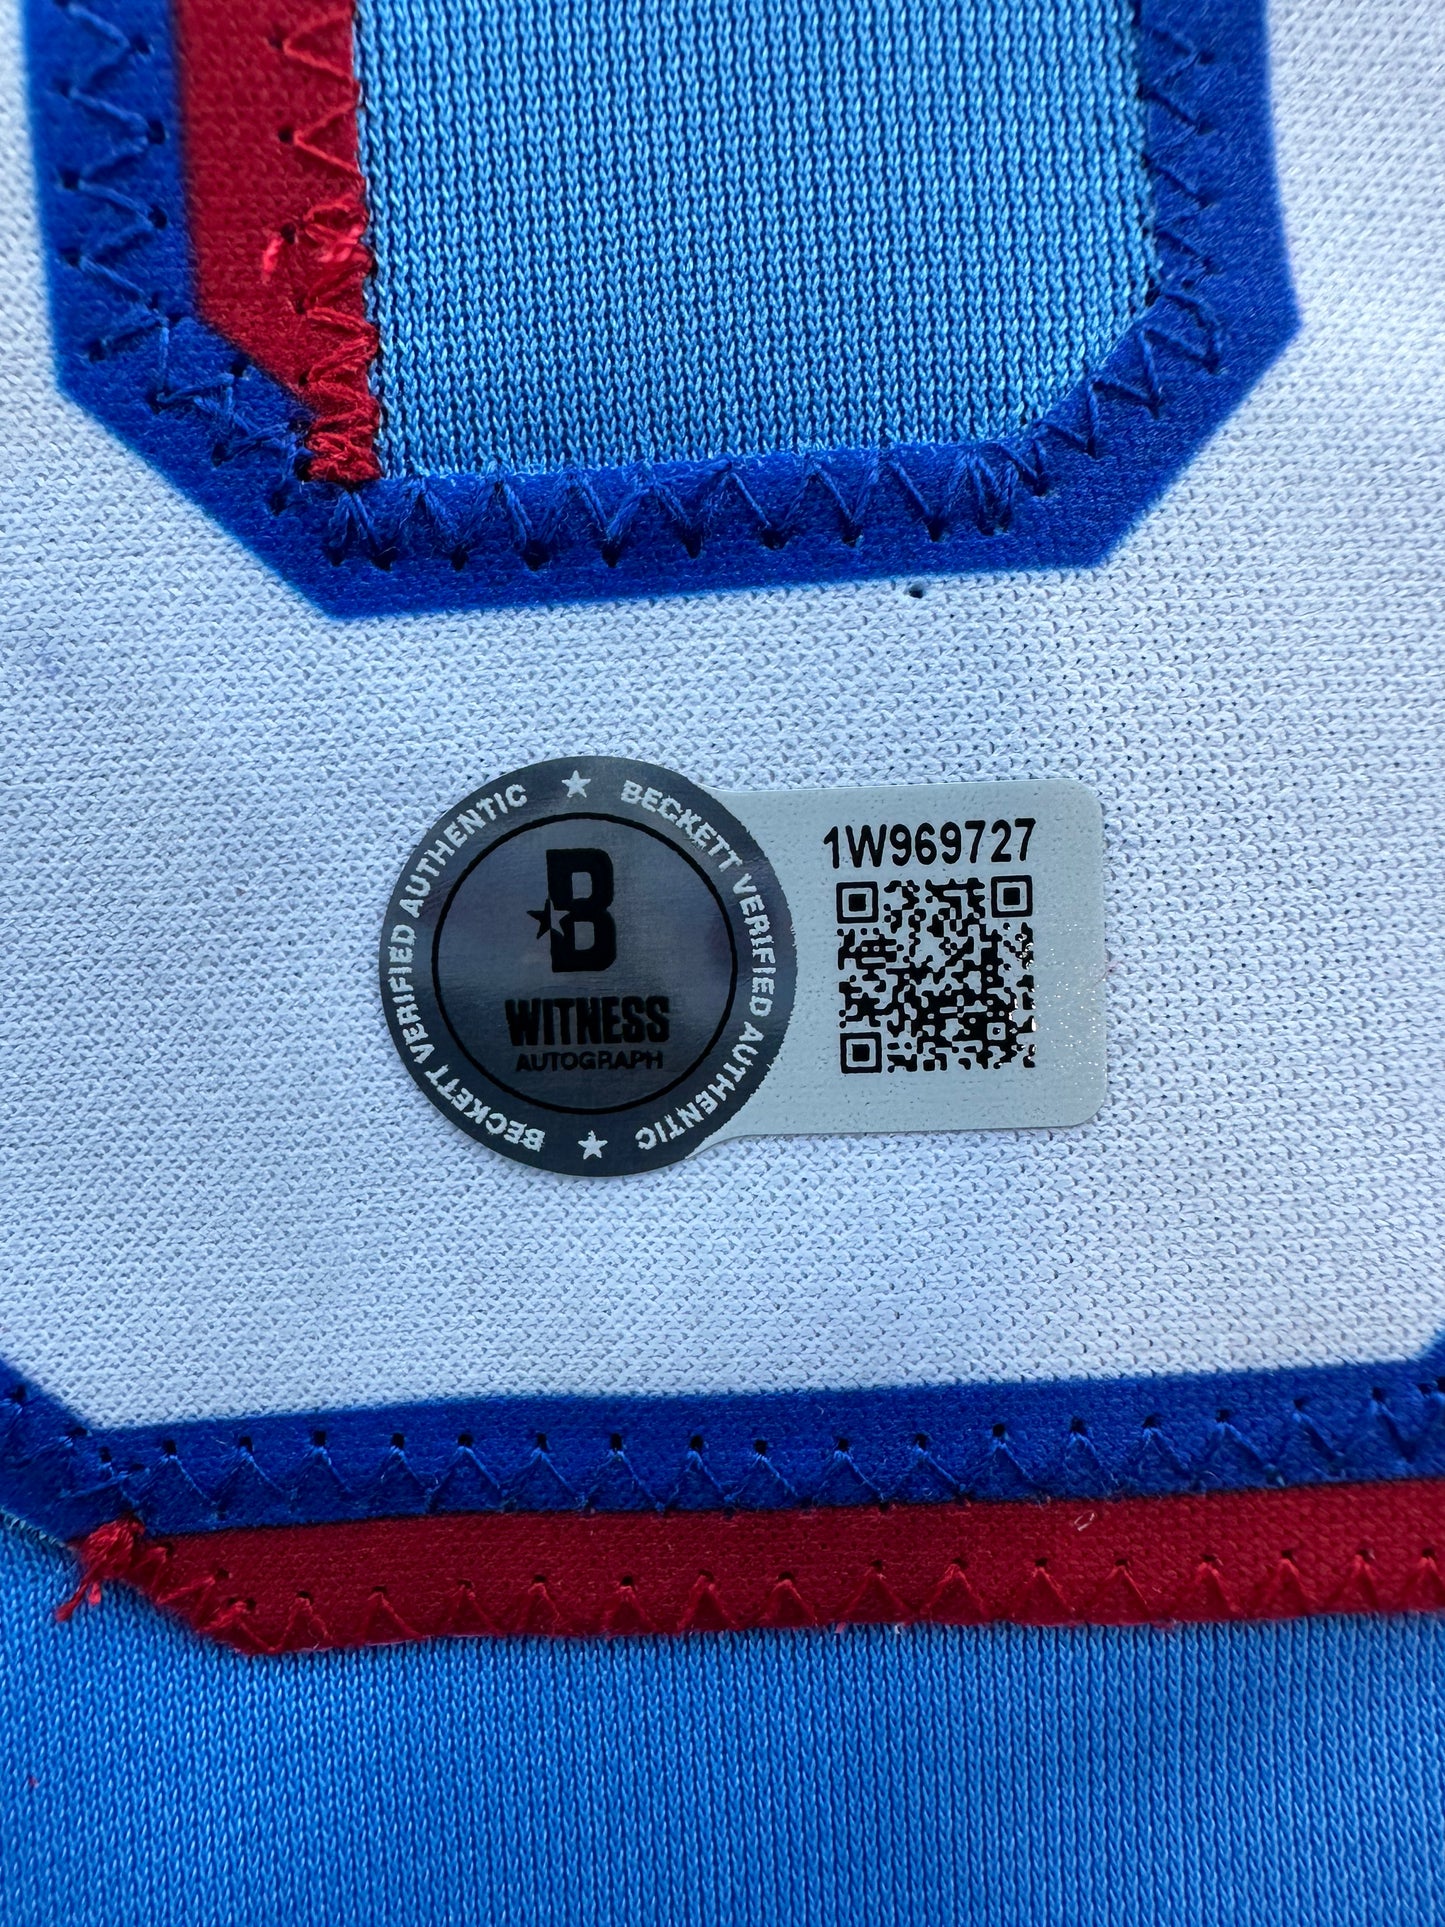 BECKETT VERIFIED AUTHENTIC
BECKETT VERIFIED AUTHENTIC
B
WITNESS
AUTOGRAPH
1W969727